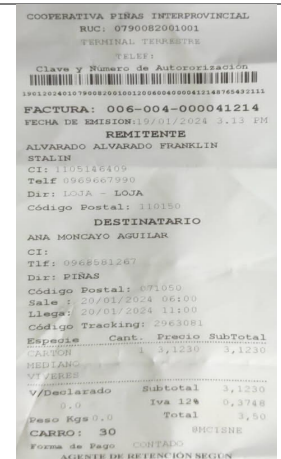 COOPERATIVA PIÑAS INTERPROVINCIAL
RUC: 0790082001001
TERMINAL TERRESTRE
TELEF:
Clave y Número de Autororización
FACTURA: 006-004-000041214
FECHA DE EMISION:19/01/2024 3.13 PM
REMITENTE
ALVARADO ALVARADO FRANKLIN
STALIN
CI: 1105146409
Telf 0969667990
Dir: LOJA - LOJA
Código Postal: 110150
DESTINATARIO
ANA MONCAYO AGUILAR
CI:
Tlf: 0968581267
Dir: PIÑAS
Código Postal: 071050
Sale : 20/01/2024 06:00
Llega: 20/01/2024 11:00
Código Tracking: 2963081
Especie Cant. Precio SubTotal
CARTON 1 3,1230 3,1230
MEDIANO
VIVERES
V/Declarado Subtotal 3,1230
0.0 Iva 12% 0,3748
Peso Kgs 0.0 Total 3,50
CARRO: 30
Forma de Pago CONTADO
AGENTE DE RETENCIÓN SEGÚN